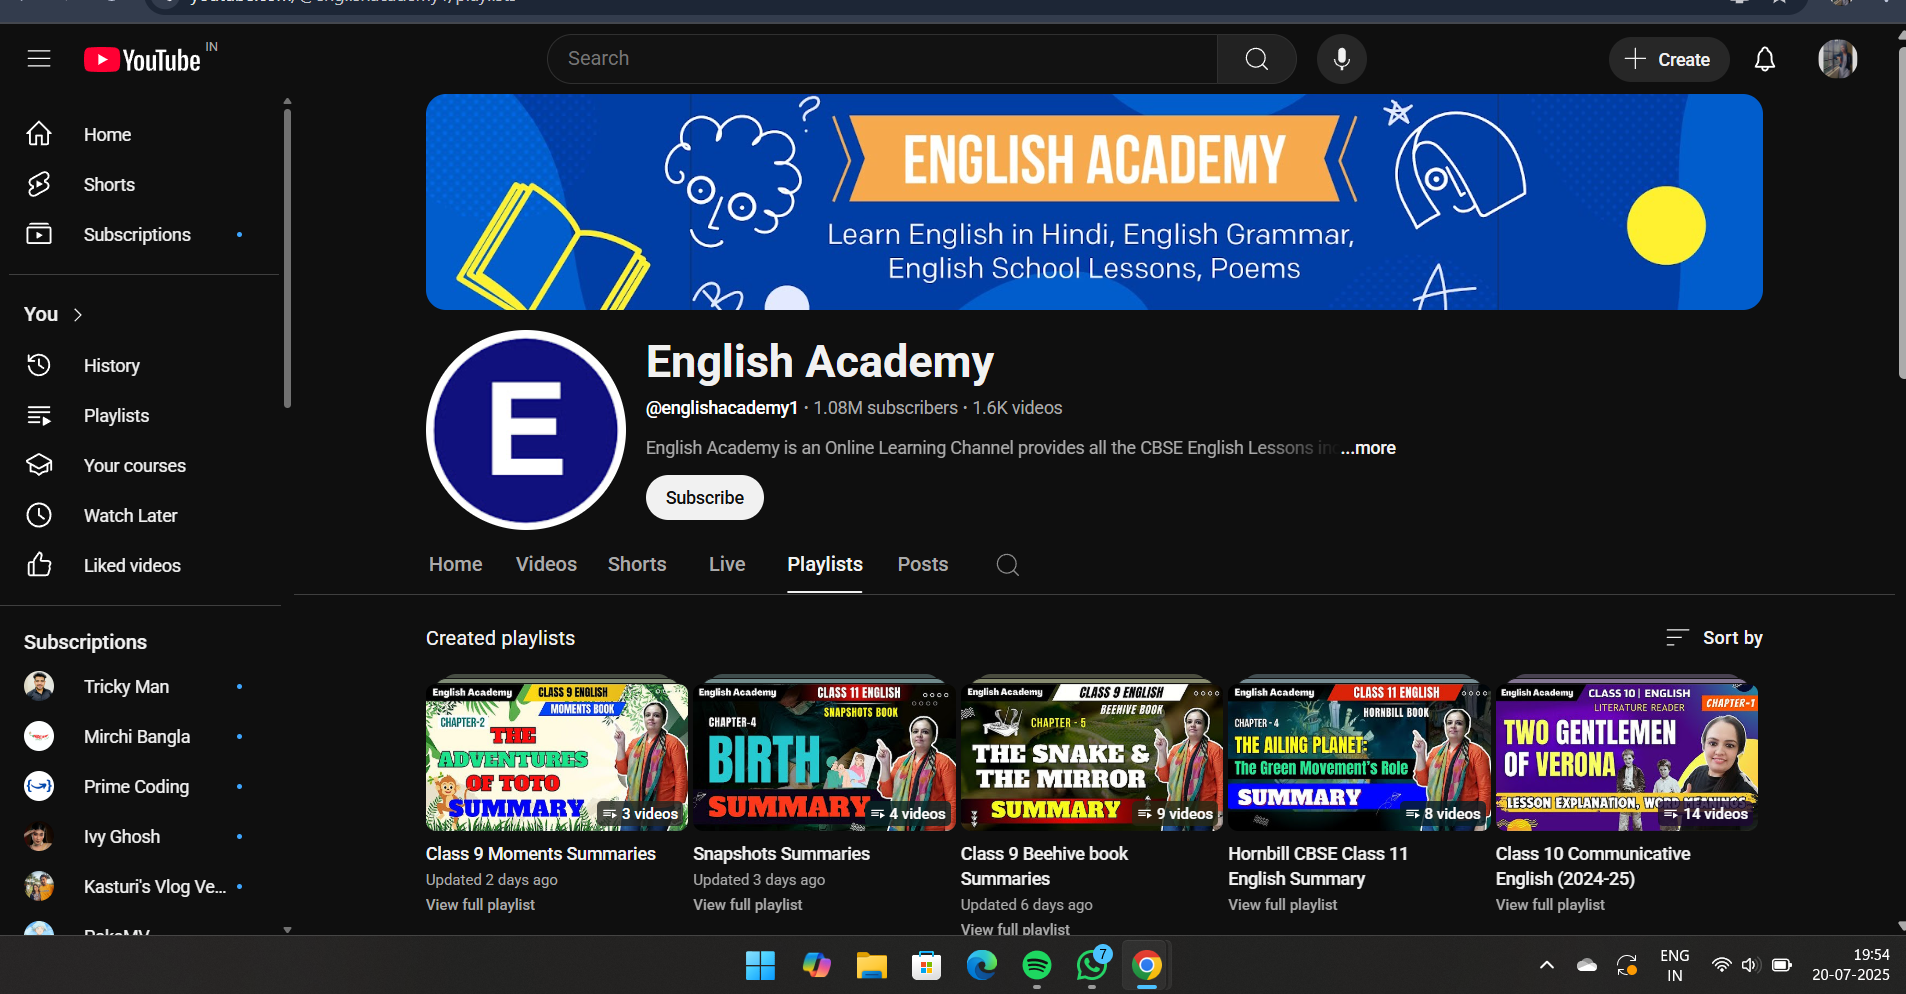 YouTube IN
Search
Create
Home
Shorts
Subscriptions
You
History
Playlists
Your courses
Watch Later
Liked videos
Subscriptions
Tricky Man
Mirchi Bangla
Prime Coding
Ivy Ghosh
Kasturi's Vlog Ve...
ENGLISH ACADEMY
Learn English in Hindi, English Grammar,
English School Lessons, Poems
E
English Academy
@englishacademy1 · 1.08M subscribers · 1.6K videos
English Academy is an Online Learning Channel provides all the CBSE English Lessons in ...more
Subscribe
Home Videos Shorts Live Playlists Posts
Created playlists
Sort by
English Academy CLASS 9 ENGLISH
MOMENTS BOOK
CHAPTER-2
THE
ADVENTURES
OF TOTO
SUMMARY
3 videos
Class 9 Moments Summaries
Updated 2 days ago
View full playlist
English Academy CLASS 11 ENGLISH
SNAPSHOTS BOOK
CHAPTER-4
BIRTH
SUMMARY
4 videos
Snapshots Summaries
Updated 3 days ago
View full playlist
English Academy CLASS 9 ENGLISH
BEEHIVE BOOK
CHAPTER - 5
THE SNAKE &
THE MIRROR
SUMMARY
9 videos
Class 9 Beehive book
Summaries
Updated 6 days ago
View full playlist
English Academy CLASS 11 ENGLISH
HORNBILL BOOK
CHAPTER - 4
THE AILING PLANET:
The Green Movement's Role
SUMMARY
8 videos
Hornbill CBSE Class 11
English Summary
View full playlist
English Academy CLASS 10 | ENGLISH
LITERATURE READER
CHAPTER-1
TWO GENTLEMEN
OF VERONA
LESSON EXPLANATION, WORD MEANINGS
14 videos
Class 10 Communicative
English (2024-25)
View full playlist
7
ENG
IN
19:54
20-07-2025